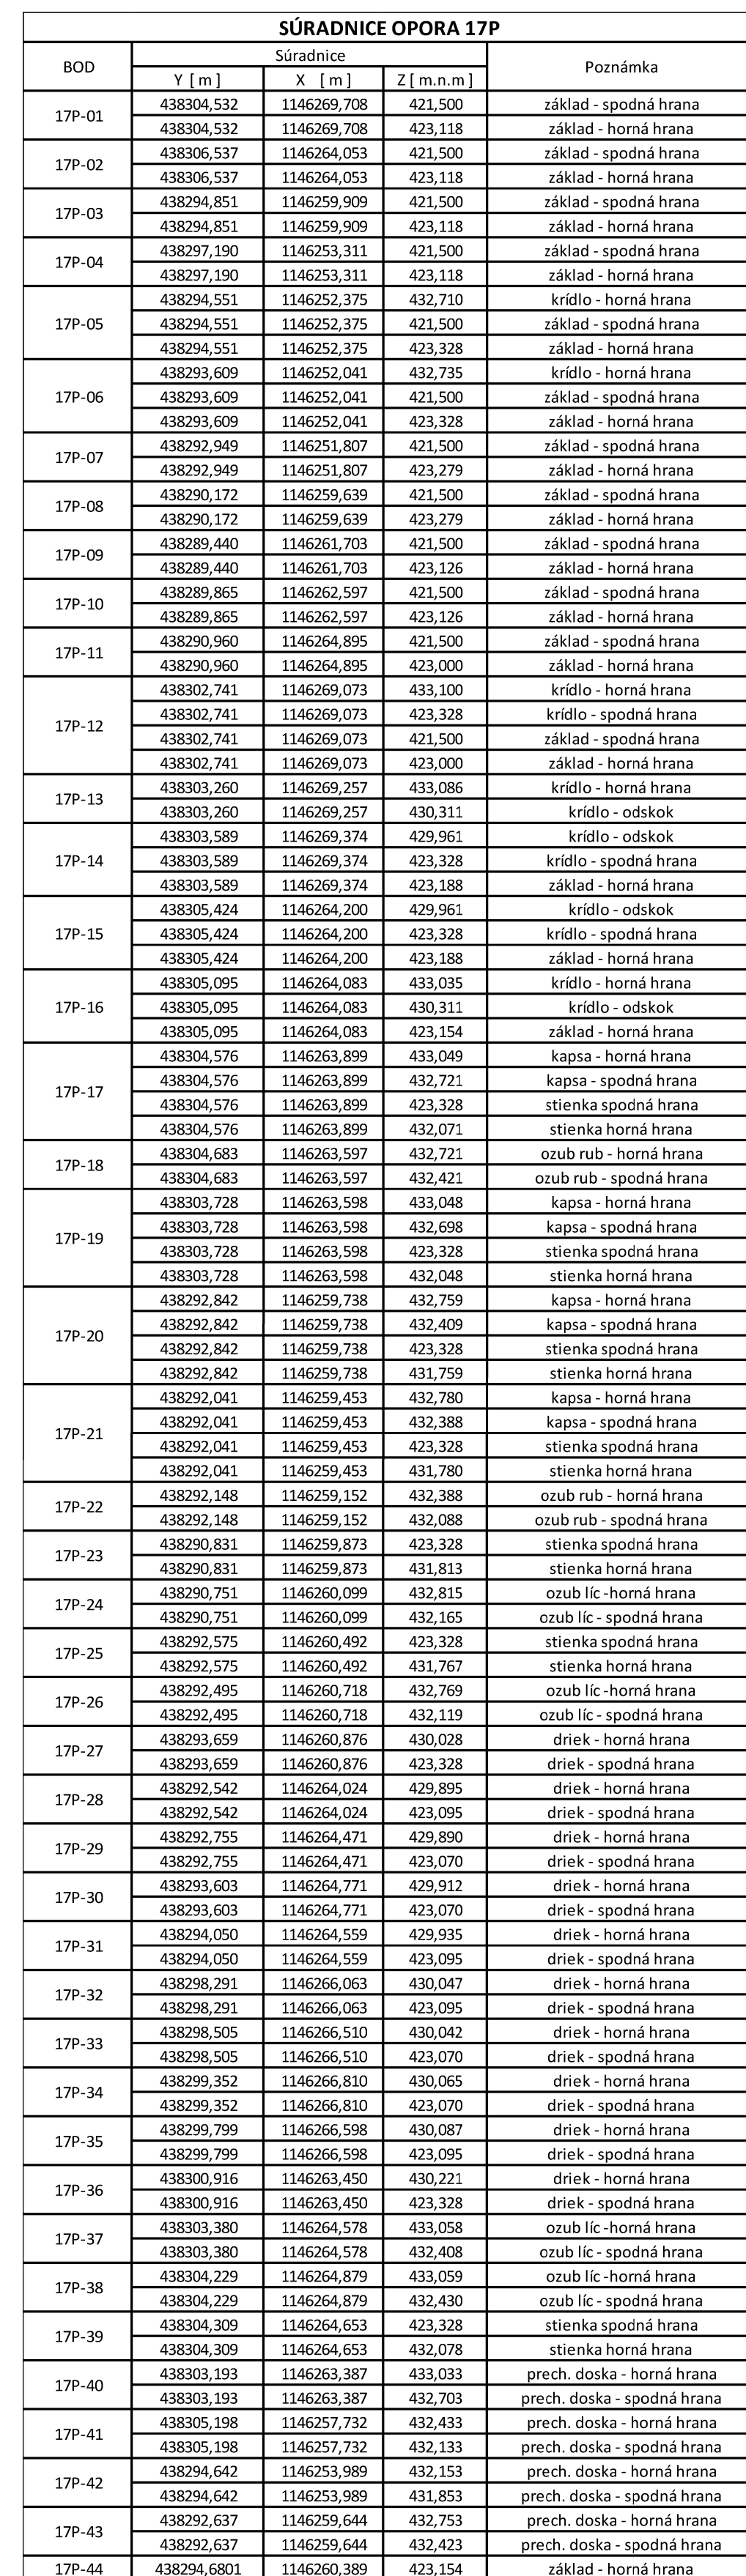 SÚRADNICE OPORA 17P
BOD Súradnice Poznámka
Y [ m ] X [ m ] Z [ m.n.m ]
17P-01 438304,532 1146269,708 421,500 základ - spodná hrana
438304,532 1146269,708 423,118 základ - horná hrana
17P-02 438306,537 1146264,053 421,500 základ - spodná hrana
438306,537 1146264,053 423,118 základ - horná hrana
17P-03 438294,851 1146259,909 421,500 základ - spodná hrana
438294,851 1146259,909 423,118 základ - horná hrana
17P-04 438297,190 1146253,311 421,500 základ - spodná hrana
438297,190 1146253,311 423,118 základ - horná hrana
17P-05 438294,551 1146252,375 432,710 krídlo - horná hrana
438294,551 1146252,375 421,500 základ - spodná hrana
438294,551 1146252,375 423,328 základ - horná hrana
17P-06 438293,609 1146252,041 432,735 krídlo - horná hrana
438293,609 1146252,041 421,500 základ - spodná hrana
438293,609 1146252,041 423,328 základ - horná hrana
17P-07 438292,949 1146251,807 421,500 základ - spodná hrana
438292,949 1146251,807 423,279 základ - horná hrana
17P-08 438290,172 1146259,639 421,500 základ - spodná hrana
438290,172 1146259,639 423,279 základ - horná hrana
17P-09 438289,440 1146261,703 421,500 základ - spodná hrana
438289,440 1146261,703 423,126 základ - horná hrana
17P-10 438289,865 1146262,597 421,500 základ - spodná hrana
438289,865 1146262,597 423,126 základ - horná hrana
17P-11 438290,960 1146264,895 421,500 základ - spodná hrana
438290,960 1146264,895 423,000 základ - horná hrana
17P-12 438302,741 1146269,073 433,100 krídlo - horná hrana
438302,741 1146269,073 423,328 krídlo - spodná hrana
438302,741 1146269,073 421,500 základ - spodná hrana
438302,741 1146269,073 423,000 základ - horná hrana
17P-13 438303,260 1146269,257 433,086 krídlo - horná hrana
438303,260 1146269,257 430,311 krídlo - odskok
17P-14 438303,589 1146269,374 429,961 krídlo - odskok
438303,589 1146269,374 423,328 krídlo - spodná hrana
438303,589 1146269,374 423,188 základ - horná hrana
17P-15 438305,424 1146264,200 429,961 krídlo - odskok
438305,424 1146264,200 423,328 krídlo - spodná hrana
438305,424 1146264,200 423,188 základ - horná hrana
17P-16 438305,095 1146264,083 433,035 krídlo - horná hrana
438305,095 1146264,083 430,311 krídlo - odskok
438305,095 1146264,083 423,154 základ - horná hrana
17P-17 438304,576 1146263,899 433,049 kapsa - horná hrana
438304,576 1146263,899 432,721 kapsa - spodná hrana
438304,576 1146263,899 423,328 stienka spodná hrana
438304,576 1146263,899 432,071 stienka horná hrana
17P-18 438304,683 1146263,597 432,721 ozub rub - horná hrana
438304,683 1146263,597 432,421 ozub rub - spodná hrana
17P-19 438303,728 1146263,598 433,048 kapsa - horná hrana
438303,728 1146263,598 432,698 kapsa - spodná hrana
438303,728 1146263,598 423,328 stienka spodná hrana
438303,728 1146263,598 432,048 stienka horná hrana
17P-20 438292,842 1146259,738 432,759 kapsa - horná hrana
438292,842 1146259,738 432,409 kapsa - spodná hrana
438292,842 1146259,738 423,328 stienka spodná hrana
438292,842 1146259,738 431,759 stienka horná hrana
17P-21 438292,041 1146259,453 432,780 kapsa - horná hrana
438292,041 1146259,453 432,388 kapsa - spodná hrana
438292,041 1146259,453 423,328 stienka spodná hrana
438292,041 1146259,453 431,780 stienka horná hrana
17P-22 438292,148 1146259,152 432,388 ozub rub - horná hrana
438292,148 1146259,152 432,088 ozub rub - spodná hrana
17P-23 438290,831 1146259,873 423,328 stienka spodná hrana
438290,831 1146259,873 431,813 stienka horná hrana
17P-24 438290,751 1146260,099 432,815 ozub líc -horná hrana
438290,751 1146260,099 432,165 ozub líc - spodná hrana
17P-25 438292,575 1146260,492 423,328 stienka spodná hrana
438292,575 1146260,492 431,767 stienka horná hrana
17P-26 438292,495 1146260,718 432,769 ozub líc -horná hrana
438292,495 1146260,718 432,119 ozub líc - spodná hrana
17P-27 438293,659 1146260,876 430,028 driek - horná hrana
438293,659 1146260,876 423,328 driek - spodná hrana
17P-28 438292,542 1146264,024 429,895 driek - horná hrana
438292,542 1146264,024 423,095 driek - spodná hrana
17P-29 438292,755 1146264,471 429,890 driek - horná hrana
438292,755 1146264,471 423,070 driek - spodná hrana
17P-30 438293,603 1146264,771 429,912 driek - horná hrana
438293,603 1146264,771 423,070 driek - spodná hrana
17P-31 438294,050 1146264,559 429,935 driek - horná hrana
438294,050 1146264,559 423,095 driek - spodná hrana
17P-32 438298,291 1146266,063 430,047 driek - horná hrana
438298,291 1146266,063 423,095 driek - spodná hrana
17P-33 438298,505 1146266,510 430,042 driek - horná hrana
438298,505 1146266,510 423,070 driek - spodná hrana
17P-34 438299,352 1146266,810 430,065 driek - horná hrana
438299,352 1146266,810 423,070 driek - spodná hrana
17P-35 438299,799 1146266,598 430,087 driek - horná hrana
438299,799 1146266,598 423,095 driek - spodná hrana
17P-36 438300,916 1146263,450 430,221 driek - horná hrana
438300,916 1146263,450 423,328 driek - spodná hrana
17P-37 438303,380 1146264,578 433,058 ozub líc -horná hrana
438303,380 1146264,578 432,408 ozub líc - spodná hrana
17P-38 438304,229 1146264,879 433,059 ozub líc -horná hrana
438304,229 1146264,879 432,430 ozub líc - spodná hrana
17P-39 438304,309 1146264,653 423,328 stienka spodná hrana
438304,309 1146264,653 432,078 stienka horná hrana
17P-40 438303,193 1146263,387 433,033 prech. doska - horná hrana
438303,193 1146263,387 432,703 prech. doska - spodná hrana
17P-41 438305,198 1146257,732 432,433 prech. doska - horná hrana
438305,198 1146257,732 432,133 prech. doska - spodná hrana
17P-42 438294,642 1146253,989 432,153 prech. doska - horná hrana
438294,642 1146253,989 431,853 prech. doska - spodná hrana
17P-43 438292,637 1146259,644 432,753 prech. doska - horná hrana
438292,637 1146259,644 432,423 prech. doska - spodná hrana
17P-44 438294,6801 1146260,389 423,154 základ - horná hrana